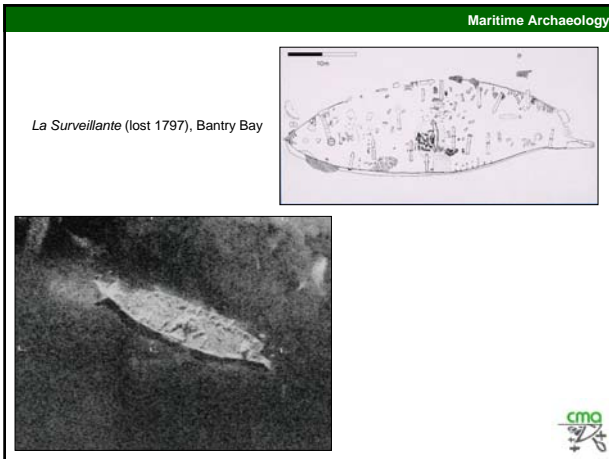 Maritime Archaeology
La Surveillante (lost 1797), Bantry Bay
10m
cma